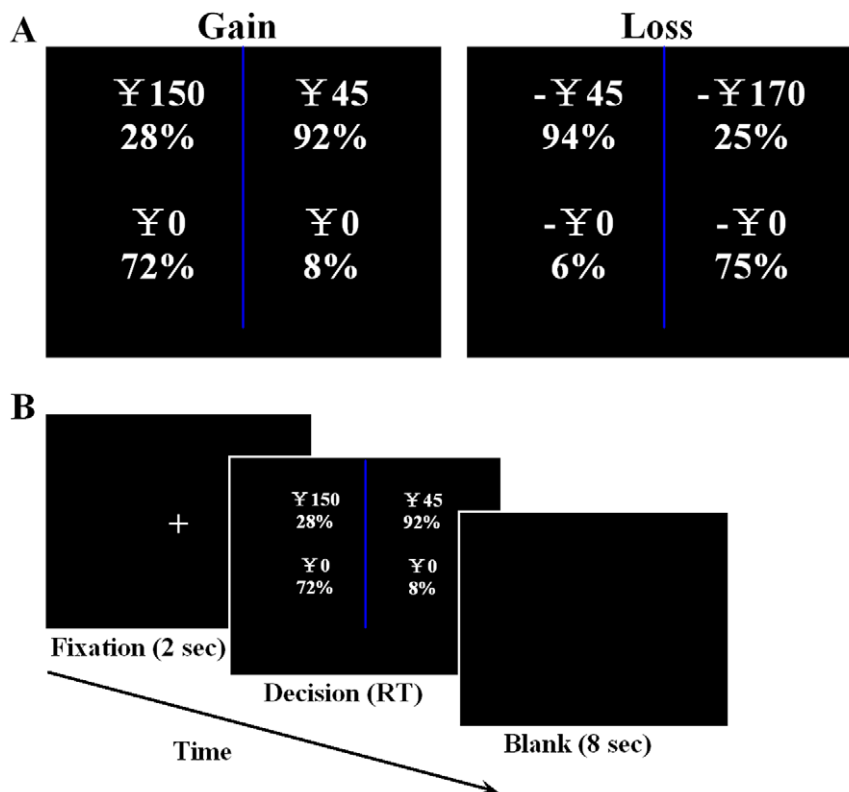 A
Gain
Loss
¥150 ¥45
28% 92%
¥0 ¥0
72% 8%
-¥45 -¥170
94% 25%
-¥0 -¥0
6% 75%
B
+
Fixation (2 sec)
¥150 ¥45
28% 92%
¥0 ¥0
72% 8%
Decision (RT)
Blank (8 sec)
Time